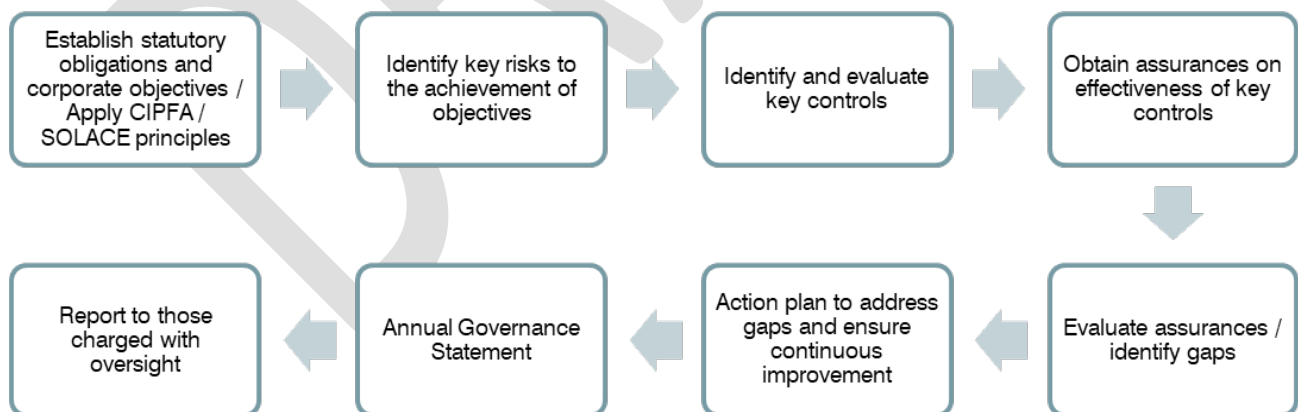 Establish statutory
obligations and
corporate objectives /
Apply CIPFA /
SOLACE principles
Identify key risks to
the achievement of
objectives
Identify and evaluate
key controls
Obtain assurances on
effectiveness of key
controls
Evaluate assurances /
identify gaps
Action plan to address
gaps and ensure
continuous
improvement
Annual Governance
Statement
Report to those
charged with
oversight